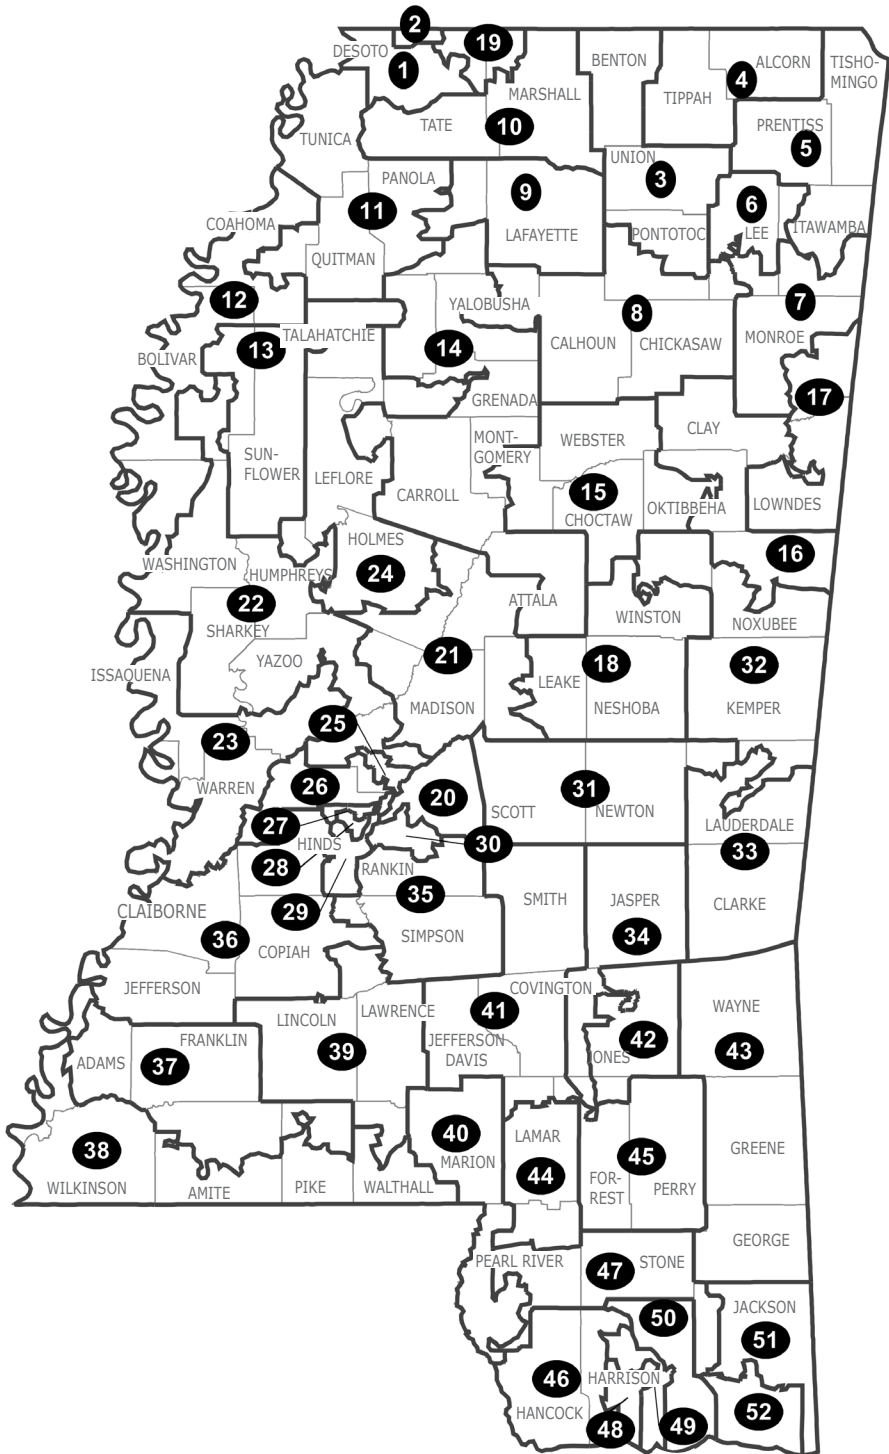 2
19
DESOTO
BENTON
ALCORN
TISHO-
MINGO
1
4
MARSHALL
TIPPAH
TATE
10
PRENTISS
TUNICA
5
UNION
PANOLA
3
9
6
11
COAHOMA
LAFAYETTE
PONTOTOC
LEE
ITAWAMBA
QUITMAN
12
YALOBUSHA
7
8
TALAHATCHIE
13
14
CALHOUN
CHICKASAW
MONROE
BOLIVAR
17
GRENADA
CLAY
MONT-
GOMERY
WEBSTER
SUN-
FLOWER
LEFLORE
CARROLL
15
OKTIBBEHA
LOWNDES
CHOCTAW
HOLMES
16
WASHINGTON
HUMPHREYS
24
22
ATTALA
WINSTON
NOXUBEE
SHARKEY
YAZOO
21
18
32
ISSAQUENA
LEAKE
MADISON
NESHOBA
KEMPER
25
23
26
20
31
WARREN
SCOTT
NEWTON
27
LAUDERDALE
HINDS
30
33
28
RANKIN
35
SMITH
JASPER
CLARKE
29
CLAIBORNE
36
COPIAH
SIMPSON
34
JEFFERSON
COVINGTON
LINCOLN
LAWRENCE
41
WAYNE
FRANKLIN
JEFFERSON
DAVIS
42
ADAMS
37
39
JONES
43
38
40
LAMAR
45
GREENE
MARION
44
WILKINSON
AMITE
PIKE
WALTHALL
FOR-
REST
PERRY
GEORGE
PEARL RIVER
STONE
47
JACKSON
50
51
46
HARRISON
HANCOCK
52
48
49